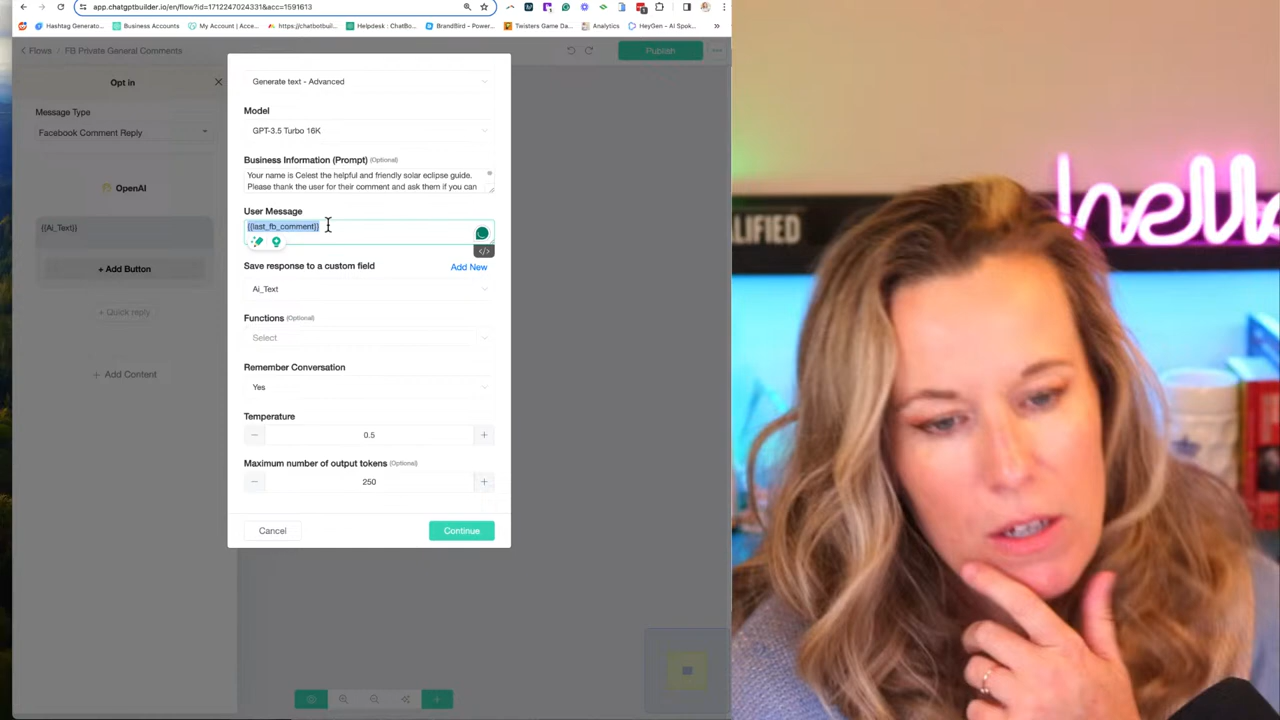 app.chatgptbuilder.io/en/flow?id=1712247024331&acc=1591613
Hashtag Generato...
Business Accounts
My Account | Acce...
https://chatbotbuil...
Helpdesk : ChatBo...
BrandBird - Power...
Twisters Game Da...
Analytics
HeyGen - AI Spok...
Flows / FB Private General Comments
Publish
Opt in
Message Type
Facebook Comment Reply
OpenAI
{{Ai_Text}}
+ Add Button
+ Quick reply
+ Add Content
Generate text - Advanced
Model
GPT-3.5 Turbo 16K
Business Information (Prompt) (Optional)
Your name is Celest the helpful and friendly solar eclipse guide.
Please thank the user for their comment and ask them if you can
User Message
{{last_fb_comment}}
</>
Save response to a custom field
Add New
Ai_Text
Functions (Optional)
Select
Remember Conversation
Yes
Temperature
0.5
Maximum number of output tokens (Optional)
250
Cancel
Continue
hello
ALIFIED